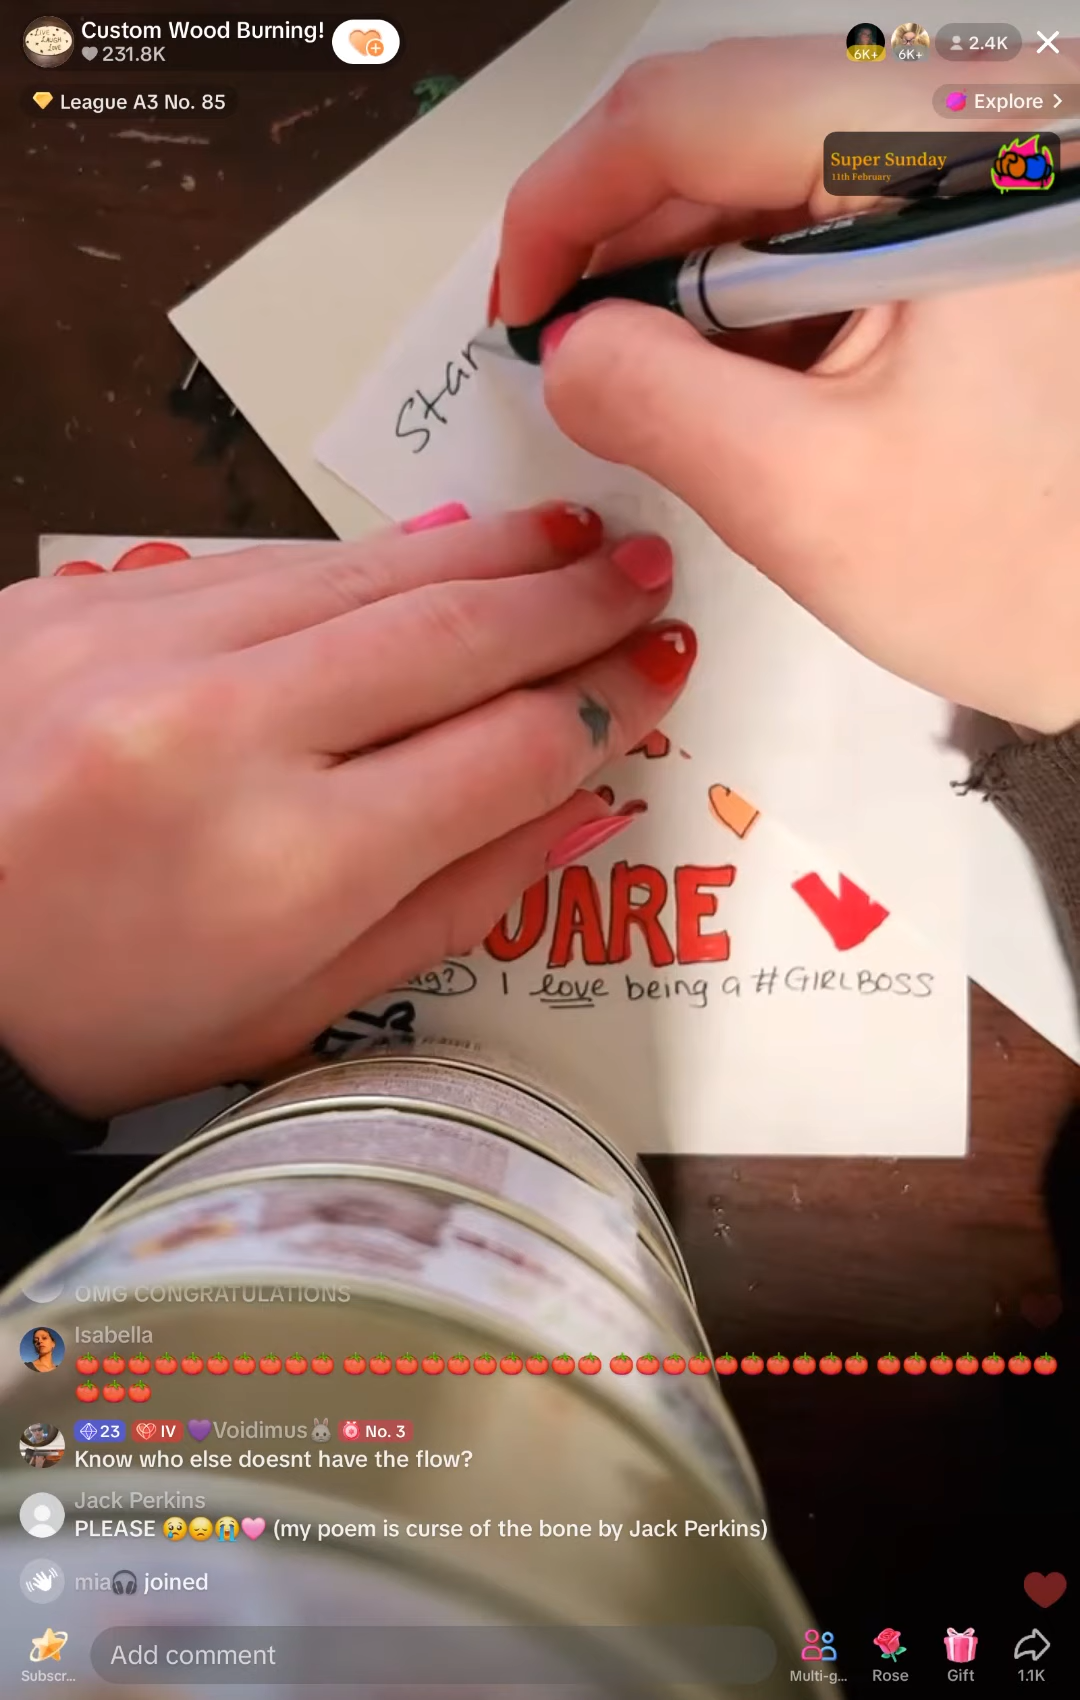 Custom Wood Burning!
231.8K
6K+
6K+
2.4K
League A3 No. 85
Explore
Super Sunday
11th February
Star
UARE
I love being a #GIRLBOSS
OMG CONGRATULATIONS
Isabella
🍅🍅🍅🍅🍅🍅🍅🍅🍅🍅 🍅🍅🍅🍅🍅🍅🍅🍅🍅🍅 🍅🍅🍅🍅🍅🍅🍅🍅🍅🍅 🍅🍅🍅🍅🍅🍅🍅
🍅🍅🍅
23 IV 💜Voidimus🐰 No. 3
Know who else doesnt have the flow?
Jack Perkins
PLEASE 😢😞😭🩷 (my poem is curse of the bone by Jack Perkins)
mia🎧 joined
Subscr...
Add comment
Multi-g...
Rose
Gift
1.1K